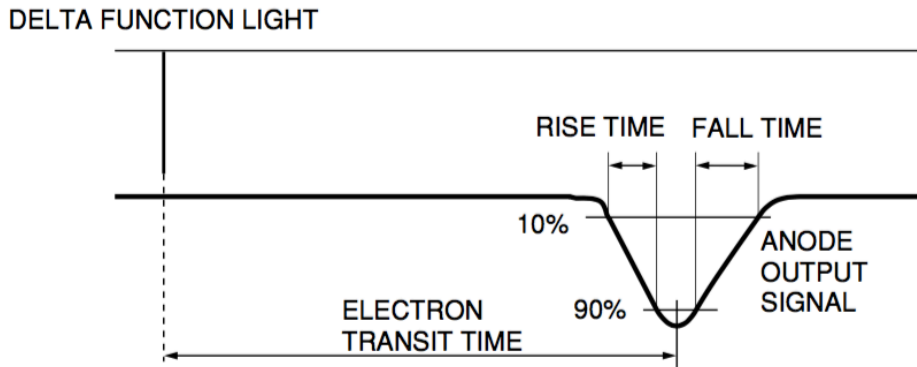 DELTA FUNCTION LIGHT
RISE TIME
FALL TIME
10%
ANODE
OUTPUT
SIGNAL
90%
ELECTRON
TRANSIT TIME